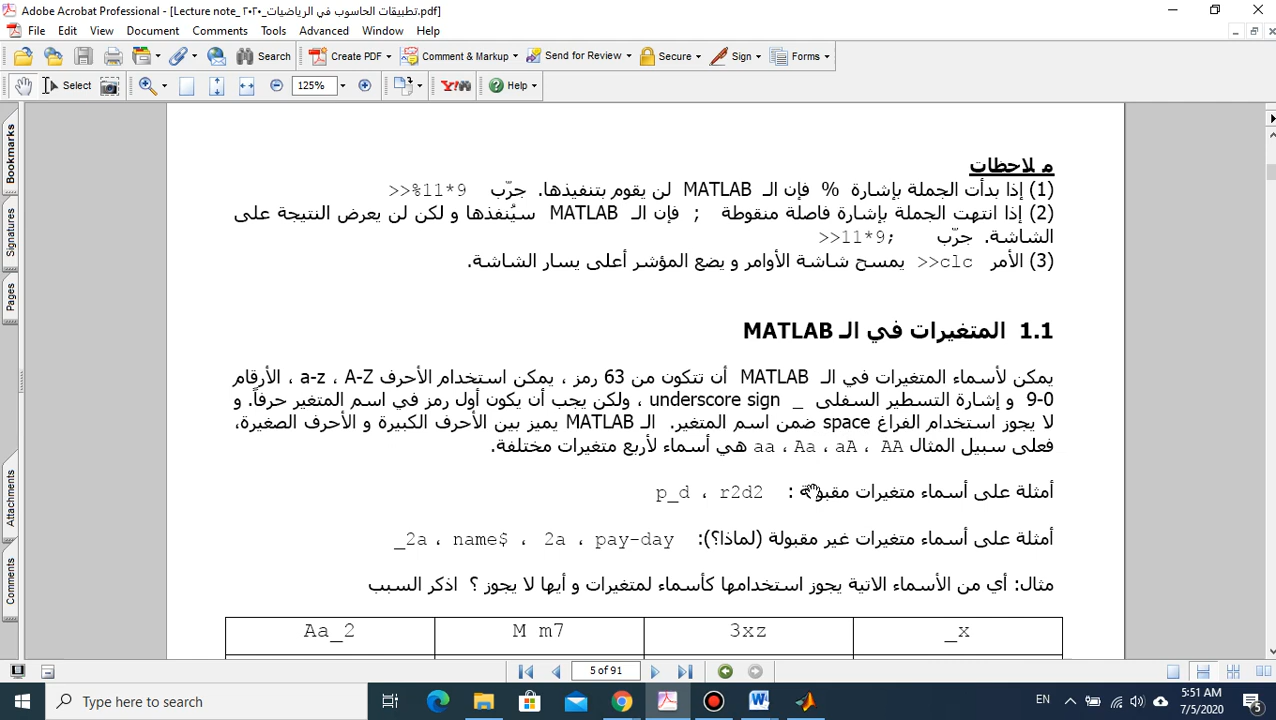 Adobe Acrobat Professional - [Lecture note_ ٢٠٢٠_تطبيقات الحاسوب في الرياضيات.pdf]
File Edit View Document Comments Tools Advanced Window Help
Search Create PDF Comment & Markup Send for Review Secure Sign Forms
Select 125% Help
Bookmarks
Signatures
Pages
Attachments
Comments
ملاحظات
(1) إذا بدأت الجملة بإشارة % فإن الـ MATLAB لن يقوم بتنفيذها. جرّب >>%11*9
(2) إذا انتهت الجملة بإشارة فاصلة منقوطة ; فإن الـ MATLAB سيُنفذها و لكن لن يعرض النتيجة على
الشاشة. جرّب >>11*9;
(3) الأمر >>clc يمسح شاشة الأوامر و يضع المؤشر أعلى يسار الشاشة.
1.1 المتغيرات في الـ MATLAB
يمكن لأسماء المتغيرات في الـ MATLAB أن تتكون من 63 رمز ، يمكن استخدام الأحرف a-z ، A-Z ، الأرقام
9-0 و إشارة التسطير السفلى _ underscore sign ، ولكن يجب أن يكون أول رمز في اسم المتغير حرفاً. و
لا يجوز استخدام الفراغ space ضمن اسم المتغير. الـ MATLAB يميز بين الأحرف الكبيرة و الأحرف الصغيرة،
فعلى سبيل المثال AA ، aA ، Aa ، aa هي أسماء لأربع متغيرات مختلفة.
أمثلة على أسماء متغيرات مقبولة : r2d2 ، p_d
أمثلة على أسماء متغيرات غير مقبولة (لماذا؟): pay-day ، 2a ، name$ ، _2a
مثال: أي من الأسماء الاتية يجوز استخدامها كأسماء لمتغيرات و أيها لا يجوز ؟ اذكر السبب
Aa_2 M m7 3xz _x
5 of 91
Type here to search
EN
5:51 AM
7/5/2020
5